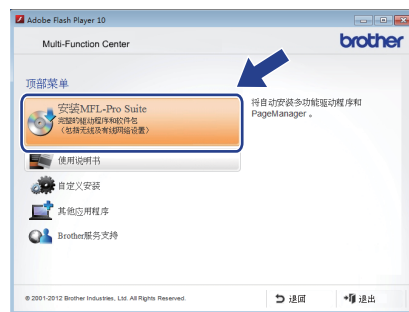 Adobe Flash Player 10
Multi-Function Center
brother
顶部菜单
安装MFL-Pro Suite
完整的驱动程序和软件包
（包括无线及有线网络设置）
将自动安装多功能驱动程序和
PageManager 。
使用说明书
自定义安装
其他应用程序
Brother服务支持
© 2001-2012 Brother Industries, Ltd. All Rights Reserved.
退回
退出